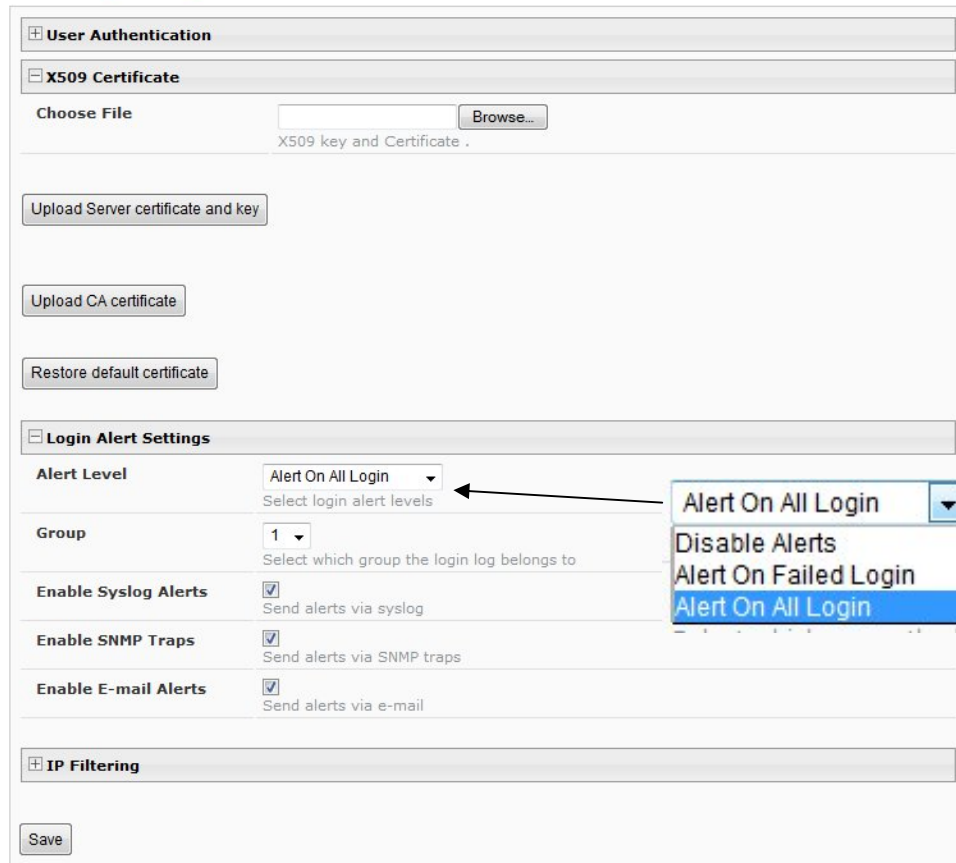 User Authentication
X509 Certificate
Choose File
Browse...
X509 key and Certificate .
Upload Server certificate and key
Upload CA certificate
Restore default certificate
Login Alert Settings
Alert Level
Alert On All Login
Select login alert levels
Alert On All Login
Disable Alerts
Alert On Failed Login
Alert On All Login
Group
1
Select which group the login log belongs to
Enable Syslog Alerts
Send alerts via syslog
Enable SNMP Traps
Send alerts via SNMP traps
Enable E-mail Alerts
Send alerts via e-mail
IP Filtering
Save